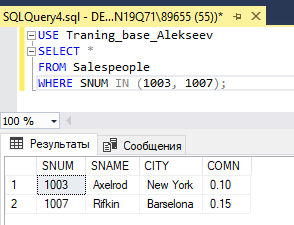 SQLQuery4.sql - DE...N19Q71\89655 (55))*
USE Traning_base_Alekseev
SELECT *
FROM Salespeople
WHERE SNUM IN (1003, 1007);
100 %
Результаты Сообщения
SNUM SNAME CITY COMN
1 1003 Axelrod New York 0.10
2 1007 Rifkin Barselona 0.15